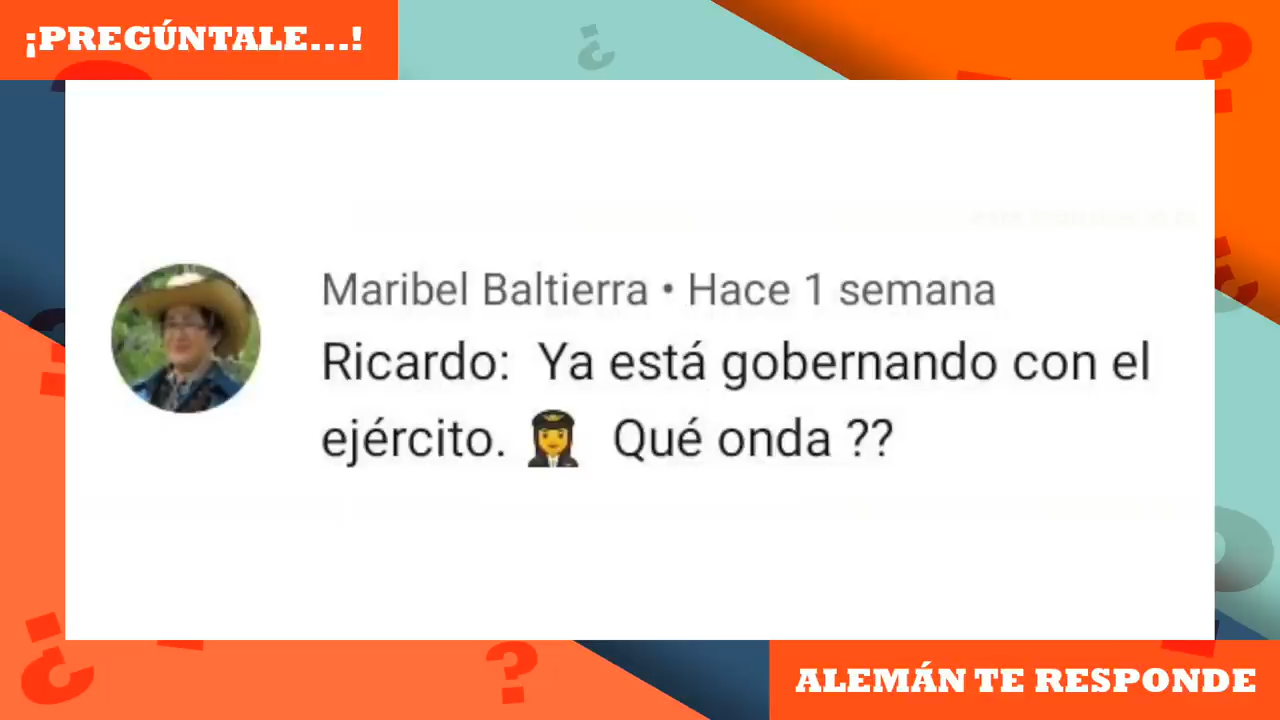 ¡PREGÚNTALE...!
Maribel Baltierra • Hace 1 semana
Ricardo: Ya está gobernando con el
ejército. 👩‍✈️ Qué onda ??
ALEMÁN TE RESPONDE